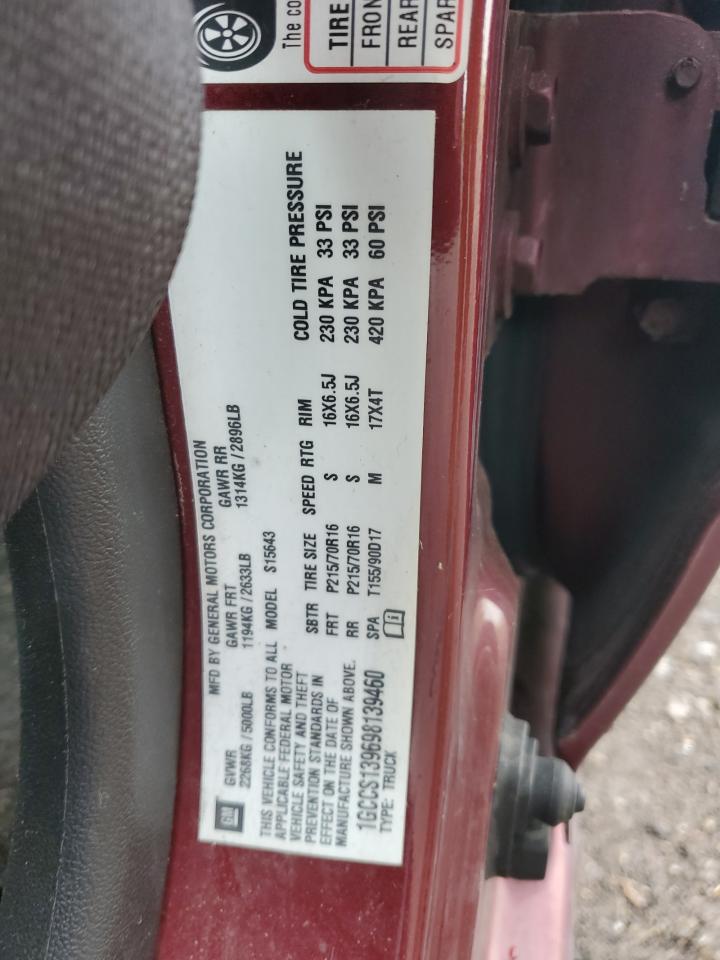 The co
TIRE
FRON
REAR
SPAR
GM
MFD BY GENERAL MOTORS CORPORATION
GVWR GAWR FRT GAWR RR
2268KG / 5000LB 1194KG / 2633LB 1314KG / 2896LB
THIS VEHICLE CONFORMS TO ALL MODEL S15643
APPLICABLE FEDERAL MOTOR
VEHICLE SAFETY AND THEFT
PREVENTION STANDARDS IN
EFFECT ON THE DATE OF
MANUFACTURE SHOWN ABOVE.
1GCCS139698139460
TYPE: TRUCK
SBTR TIRE SIZE SPEED RTG RIM COLD TIRE PRESSURE
FRT P215/70R16 S 16X6.5J 230 KPA 33 PSI
RR P215/70R16 S 16X6.5J 230 KPA 33 PSI
SPA T155/90D17 M 17X4T 420 KPA 60 PSI